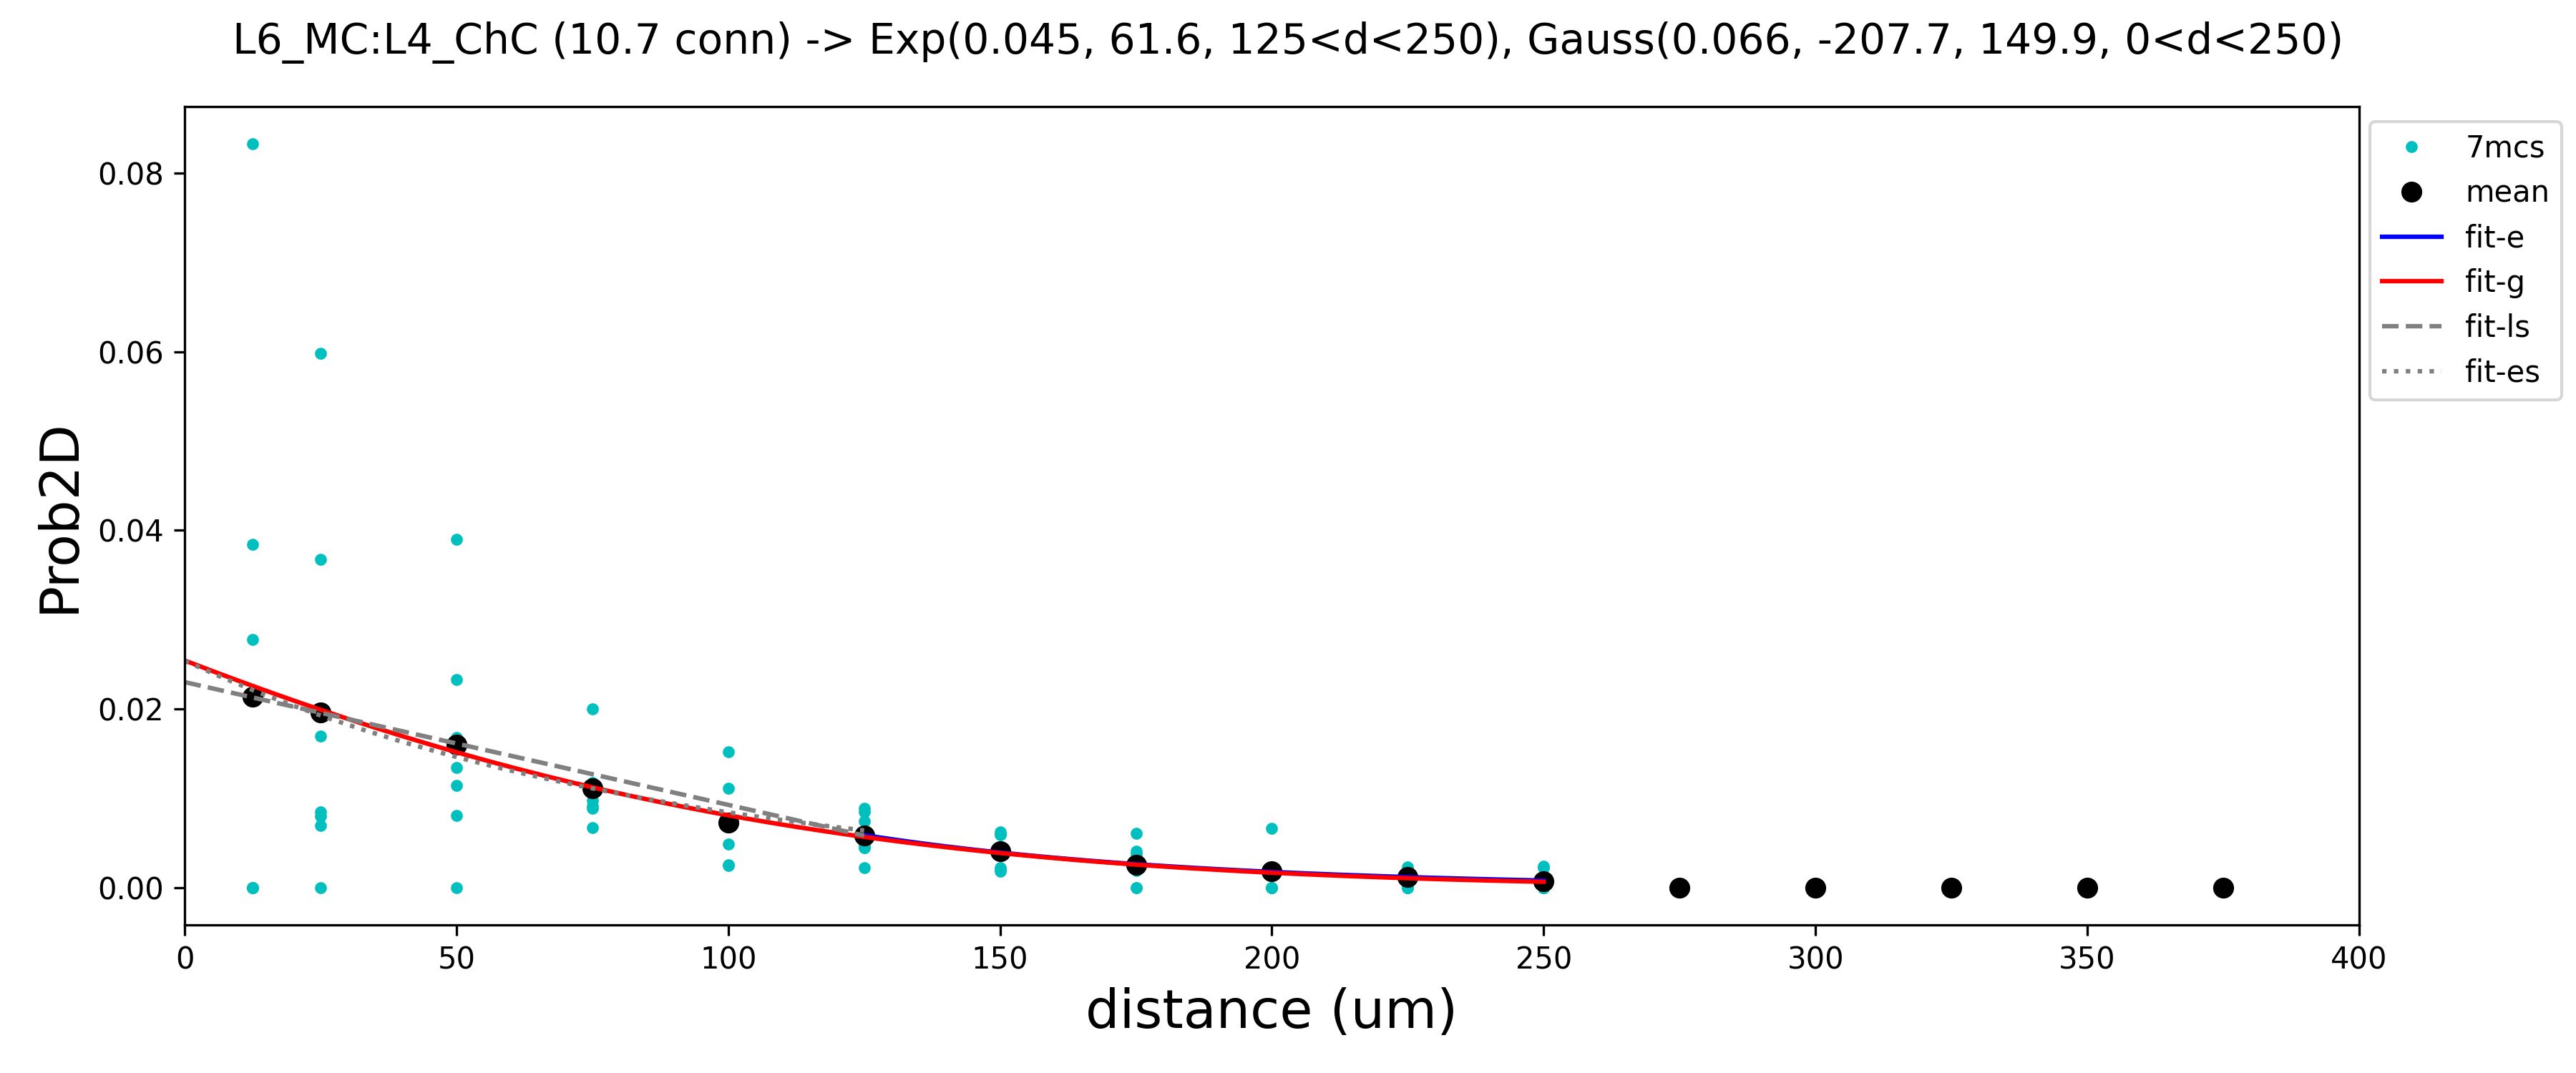 L6_MC:L4_ChC (10.7 conn) -> Exp(0.045, 61.6, 125<d<250), Gauss(0.066, -207.7, 149.9, 0<d<250)
7mcs
mean
fit-e
fit-g
fit-ls
fit-es
Prob2D
0.08
0.06
0.04
0.02
0.00
0 50 100 150 200 250 300 350 400
distance (um)